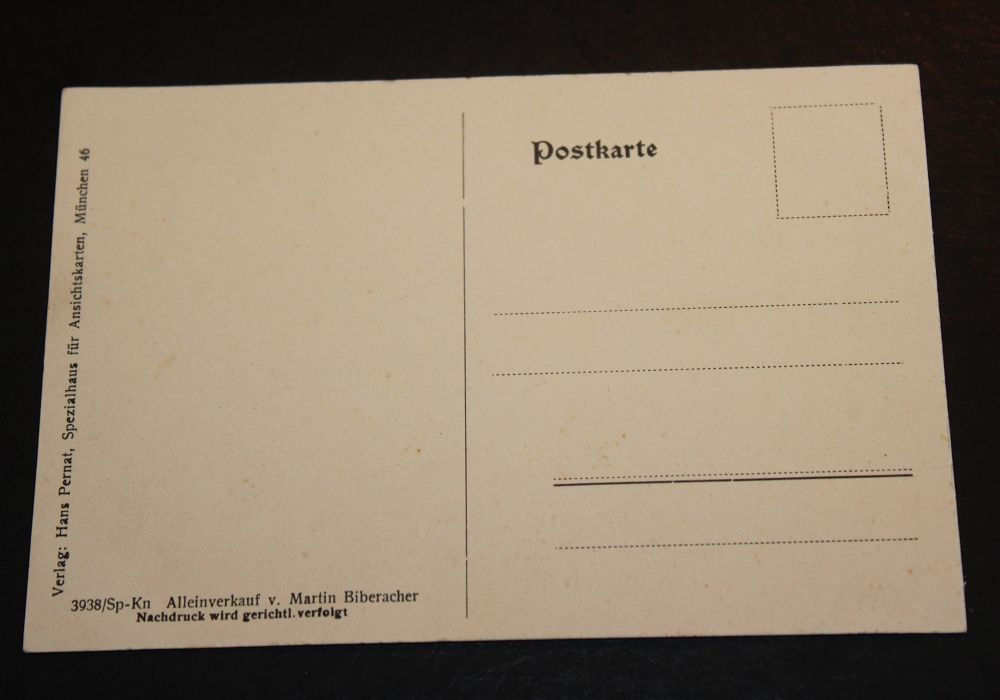 Verlag: Hans Pernat, Spezialhaus für Ansichtskarten, München 46
3938/Sp-Kn Alleinverkauf v. Martin Biberacher
Nachdruck wird gerichtl. verfolgt
Postkarte